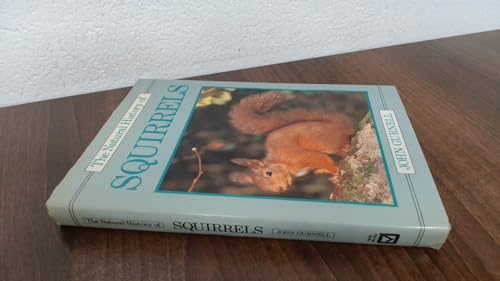 The Natural History of
SQUIRRELS
JOHN GURNELL
The Natural History of
SQUIRRELS
JOHN GURNELL